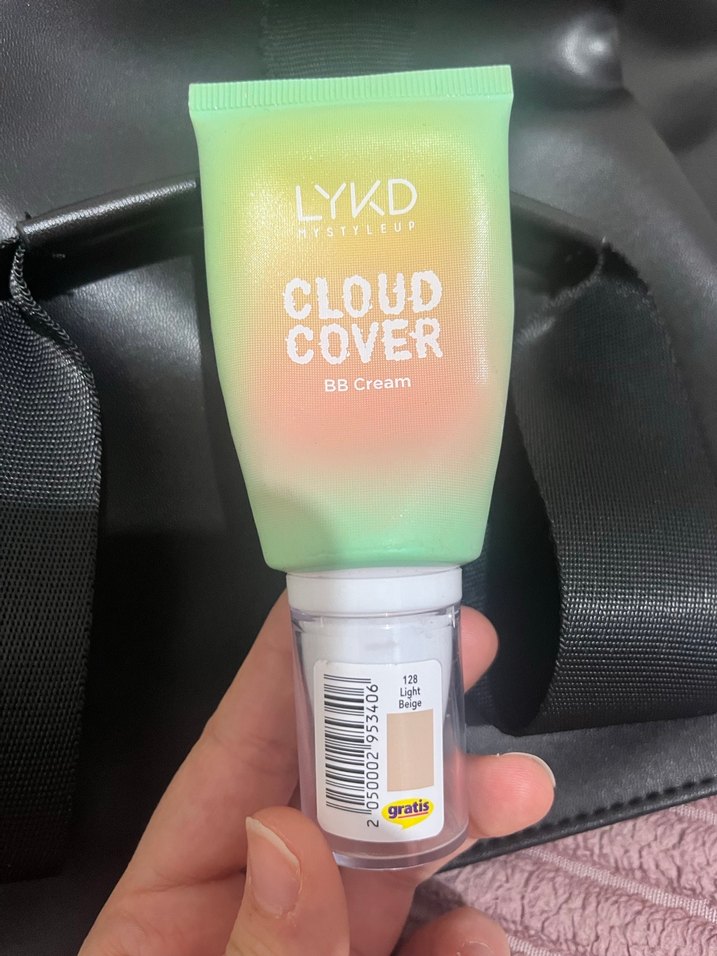 LYKD
MYSTYLEUP
CLOUD
COVER
BB Cream
128
Light
Beige
2 050002 953406
gratis